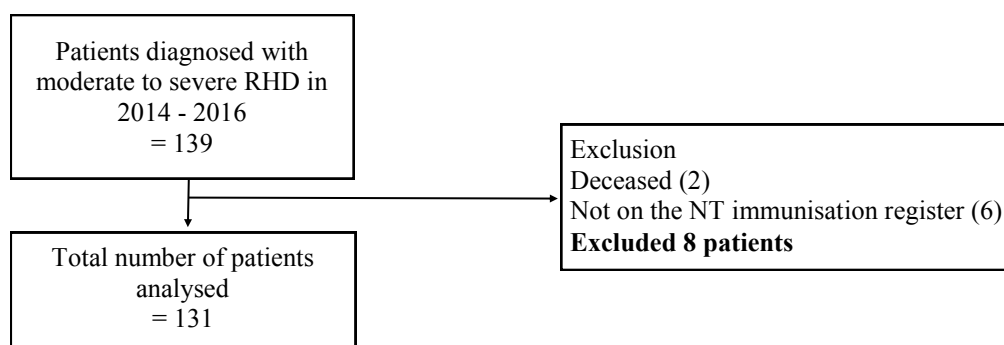 Patients diagnosed with
moderate to severe RHD in
2014 - 2016
= 139
Exclusion
Deceased (2)
Not on the NT immunisation register (6)
Excluded 8 patients
Total number of patients
analysed
= 131